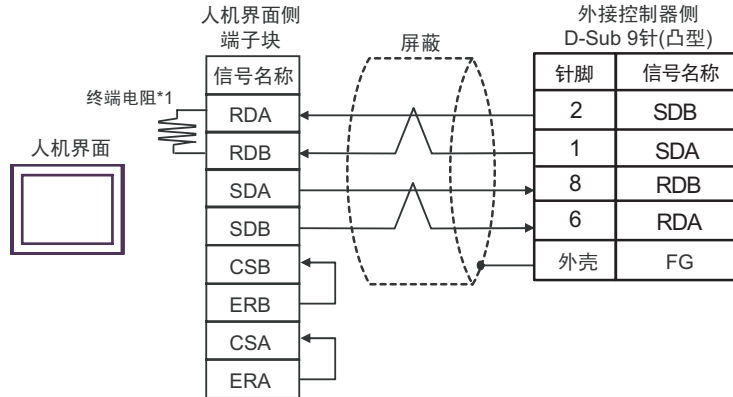 人机界面侧
端子块
外接控制器侧
D-Sub 9针(凸型)
屏蔽
终端电阻*1
人机界面
信号名称
RDA
RDB
SDA
SDB
CSB
ERB
CSA
ERA
针脚 信号名称
2 SDB
1 SDA
8 RDB
6 RDA
外壳 FG